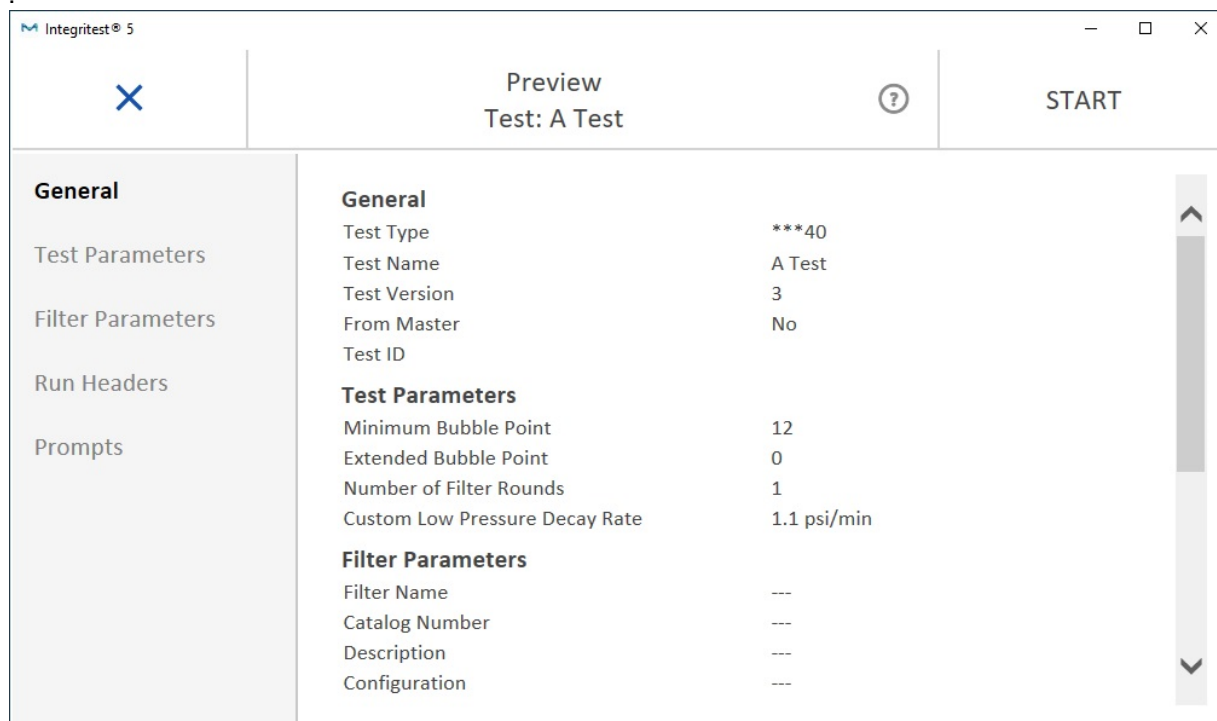 Integritest® 5
Preview
Test: A Test
?
START
General
Test Parameters
Filter Parameters
Run Headers
Prompts
General
Test Type ***40
Test Name A Test
Test Version 3
From Master No
Test ID
Test Parameters
Minimum Bubble Point 12
Extended Bubble Point 0
Number of Filter Rounds 1
Custom Low Pressure Decay Rate 1.1 psi/min
Filter Parameters
Filter Name ---
Catalog Number ---
Description ---
Configuration ---